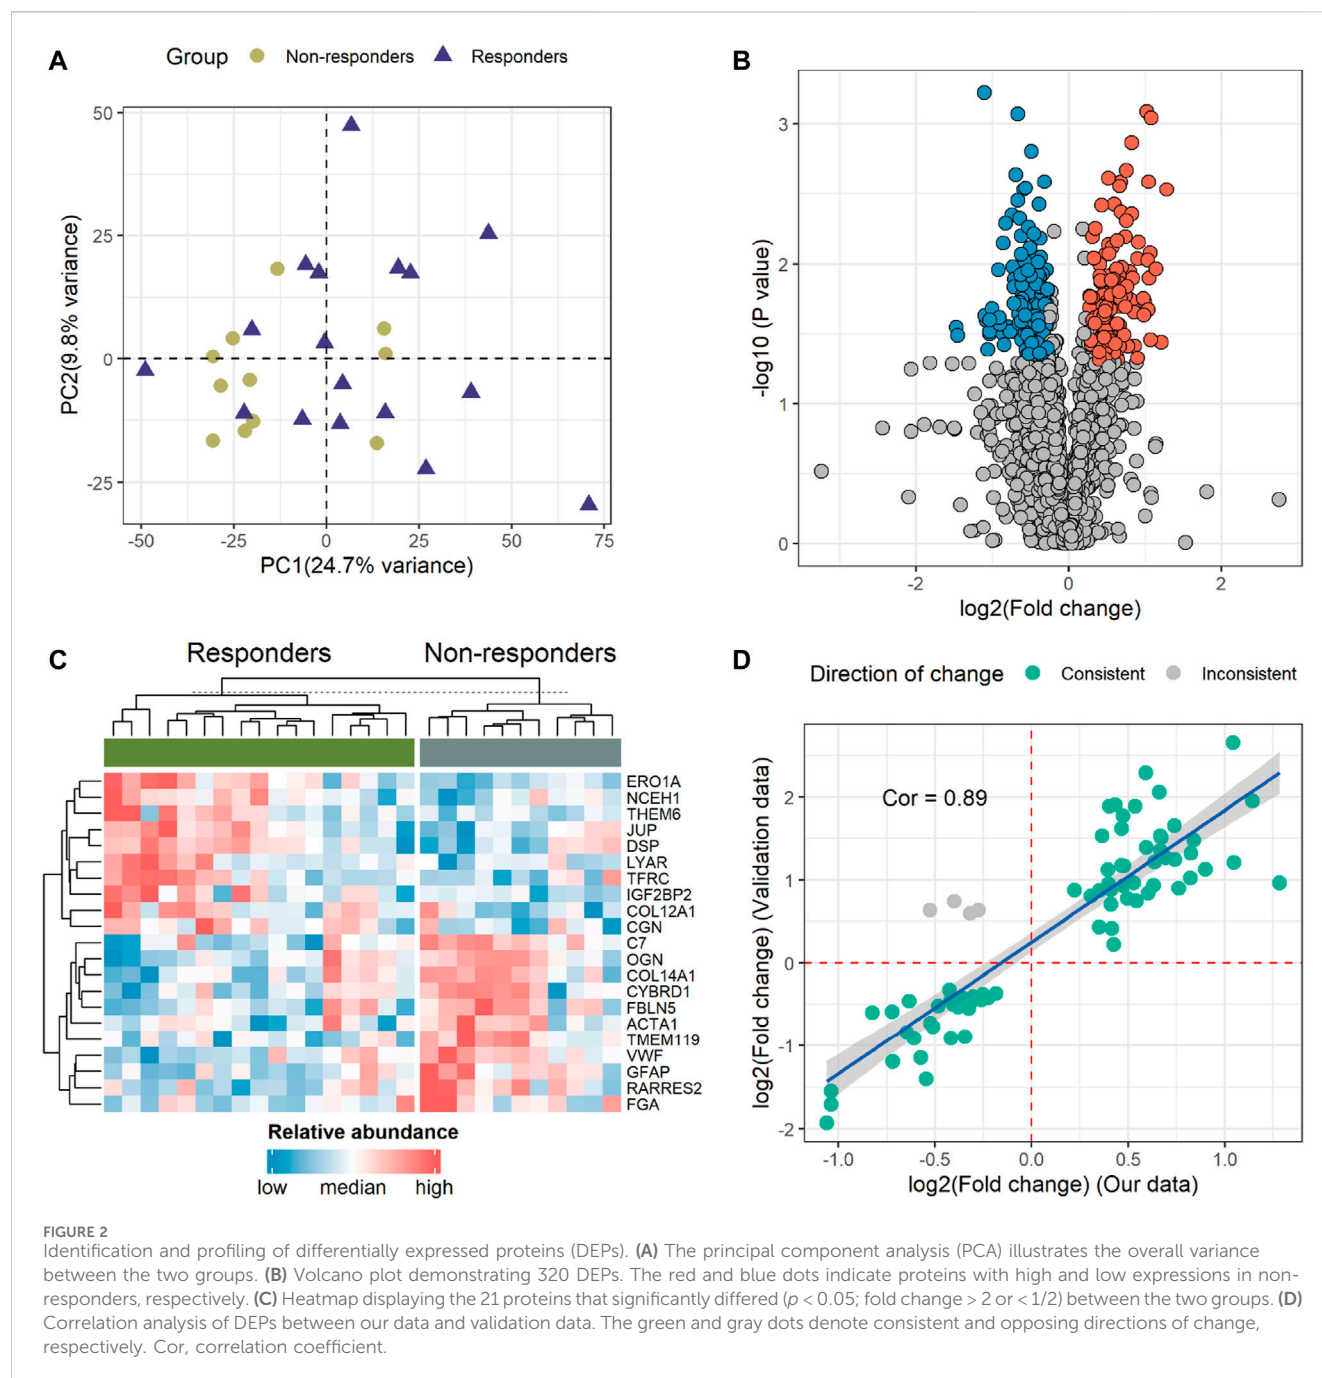 A
Group
Non-responders
Responders
50
25
0
-25
-50
-25
0
25
50
75
PC2(9.8% variance)
PC1(24.7% variance)
B
3
2
1
0
-2
0
2
-log10 (P value)
log2(Fold change)
C
Responders
Non-responders
ERO1A
NCEH1
THEM6
JUP
DSP
LYAR
TFRC
IGF2BP2
COL12A1
CGN
C7
OGN
COL14A1
CYBRD1
FBLN5
ACTA1
TMEM119
VWF
GFAP
RARRES2
FGA
Relative abundance
low
median
high
D
Direction of change
Consistent
Inconsistent
Cor = 0.89
2
1
0
-1
-2
-1.0
-0.5
0.0
0.5
1.0
log2(Fold change) (Validation data)
log2(Fold change) (Our data)
FIGURE 2
Identification and profiling of differentially expressed proteins (DEPs). (A) The principal component analysis (PCA) illustrates the overall variance
between the two groups. (B) Volcano plot demonstrating 320 DEPs. The red and blue dots indicate proteins with high and low expressions in non-
responders, respectively. (C) Heatmap displaying the 21 proteins that significantly differed (p < 0.05; fold change > 2 or < 1/2) between the two groups. (D)
Correlation analysis of DEPs between our data and validation data. The green and gray dots denote consistent and opposing directions of change,
respectively. Cor, correlation coefficient.